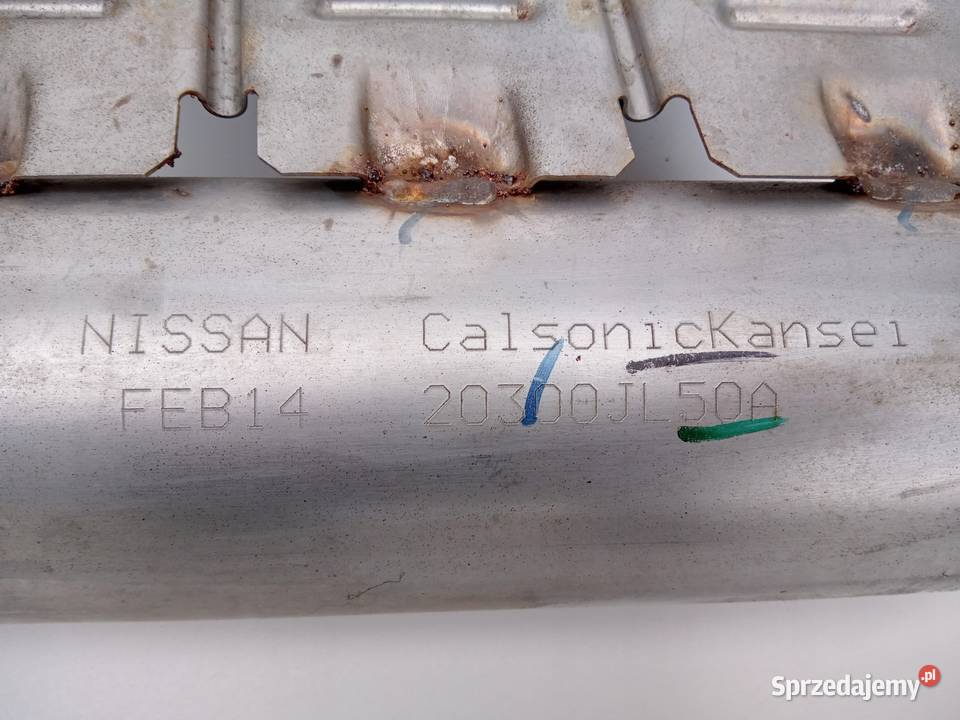 NISSAN CalsonicKansei
FEB14 20300JL50A
Sprzedajemy.pl